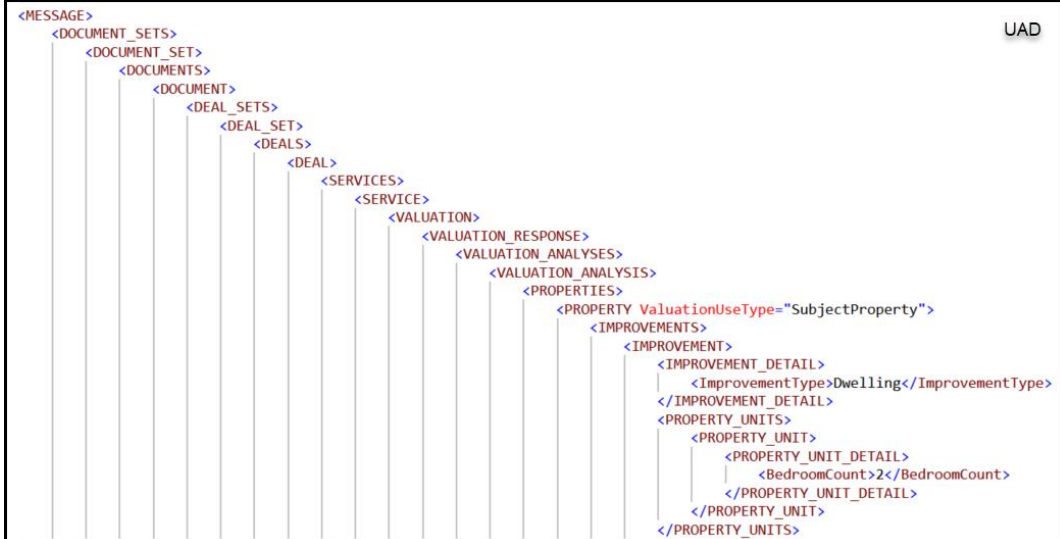 <MESSAGE>
UAD
<DOCUMENT_SETS>
<DOCUMENT_SET>
<DOCUMENTS>
<DOCUMENT>
<DEAL_SETS>
<DEAL_SET>
<DEALS>
<DEAL>
<SERVICES>
<SERVICE>
<VALUATION>
<VALUATION_RESPONSE>
<VALUATION_ANALYSES>
<VALUATION_ANALYSIS>
<PROPERTIES>
<PROPERTY ValuationUseType="SubjectProperty">
<IMPROVEMENTS>
<IMPROVEMENT>
<IMPROVEMENT_DETAIL>
<ImprovementType>Dwelling</ImprovementType>
</IMPROVEMENT_DETAIL>
<PROPERTY_UNITS>
<PROPERTY_UNIT>
<PROPERTY_UNIT_DETAIL>
<BedroomCount>2</BedroomCount>
</PROPERTY_UNIT_DETAIL>
</PROPERTY_UNIT>
</PROPERTY_UNITS>